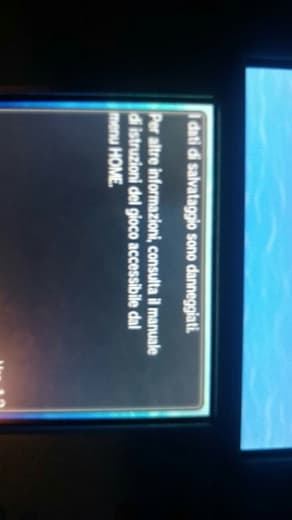 I dati di salvataggio sono danneggiati.
Per altre informazioni, consulta il manuale
di istruzioni del gioco accessibile dal
menu HOME.